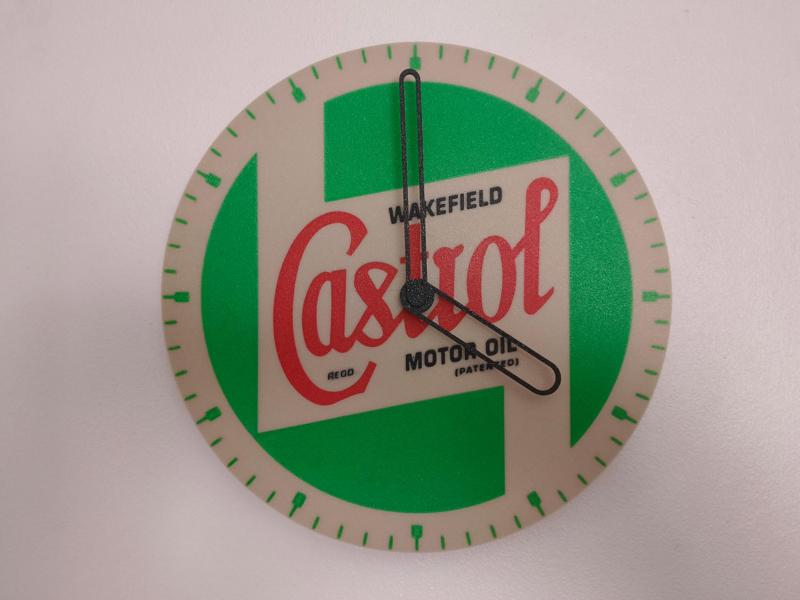 WAKEFIELD
Castrol
REGD
MOTOR OIL
(PATENTED)